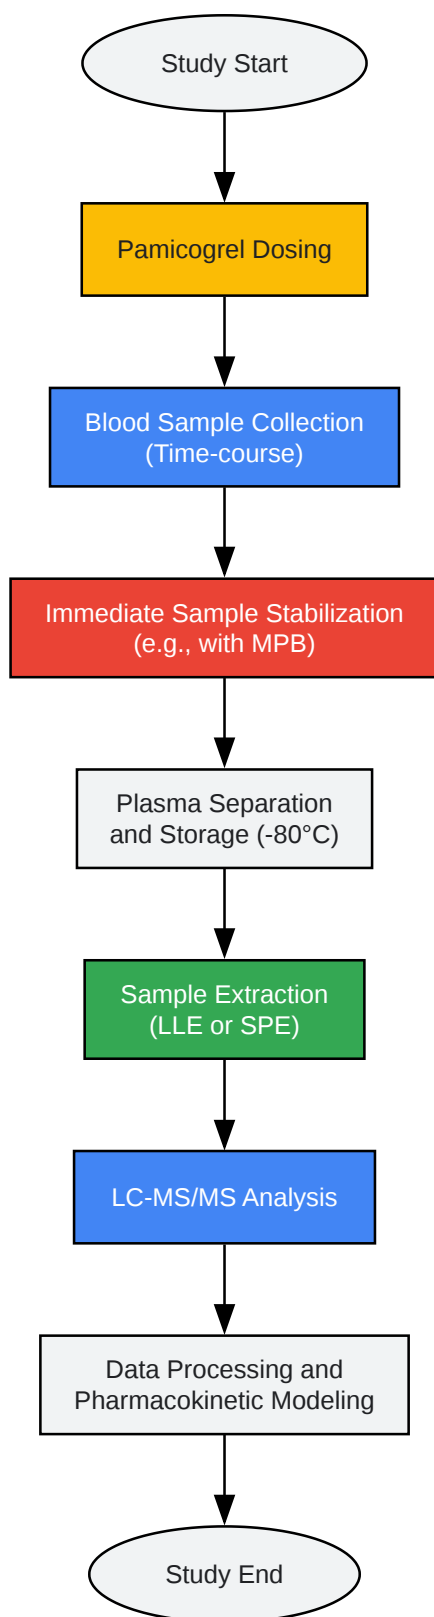 Study Start
Pamicogrel Dosing
Blood Sample Collection
(Time-course)
Immediate Sample Stabilization
(e.g., with MPB)
Plasma Separation
and Storage (-80°C)
Sample Extraction
(LLE or SPE)
LC-MS/MS Analysis
Data Processing and
Pharmacokinetic Modeling
Study End